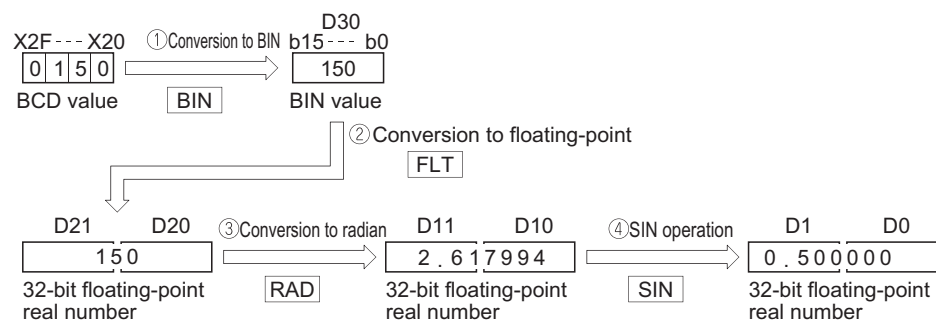 D30
X2F---X20 ①Conversion to BIN b15--- b0
0 1 5 0 150
BCD value BIN BIN value
②Conversion to floating-point
FLT
D21 D20 ③Conversion to radian D11 D10 ④SIN operation D1 D0
150 2.617994 0.500000
32-bit floating-point RAD 32-bit floating-point SIN 32-bit floating-point
real number real number real number